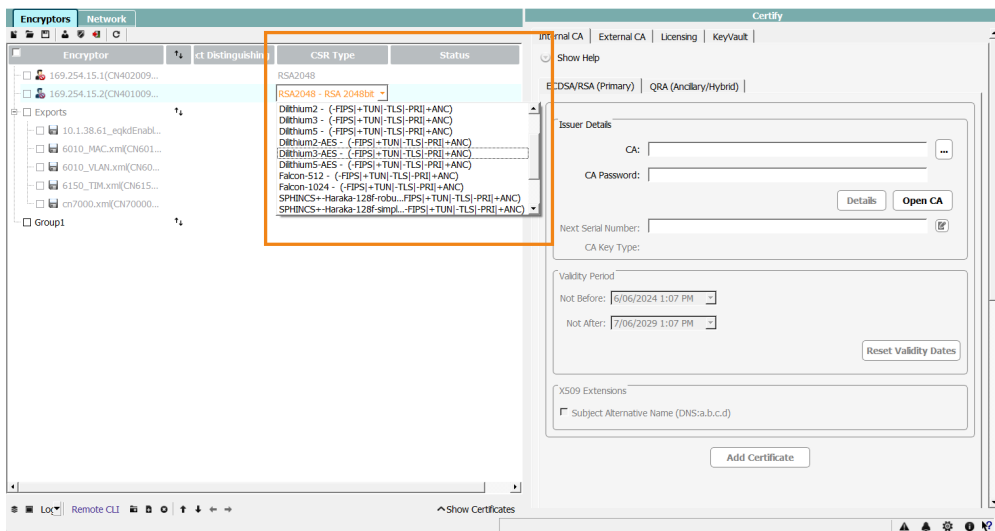 Encryptors Network
Encryptor ct Distinguishing CSR Type Status
169.254.15.1(CN402009... RSA2048
169.254.15.2(CN401009... RSA2048 - RSA 2048bit
Exports
10.1.38.61_eqkdEnabl...
6010_MAC.xml(CN601...
6010_VLAN.xml(CN60...
6150_TIM.xml(CN615...
cn7000.xml(CN70000...
Group1
Dilithium2 - (-FIPS|+TUN|-TLS|-PRI|+ANC)
Dilithium3 - (-FIPS|+TUN|-TLS|-PRI|+ANC)
Dilithium5 - (-FIPS|+TUN|-TLS|-PRI|+ANC)
Dilithium2-AES - (-FIPS|+TUN|-TLS|-PRI|+ANC)
Dilithium3-AES - (-FIPS|+TUN|-TLS|-PRI|+ANC)
Dilithium5-AES - (-FIPS|+TUN|-TLS|-PRI|+ANC)
Falcon-512 - (-FIPS|+TUN|-TLS|-PRI|+ANC)
Falcon-1024 - (-FIPS|+TUN|-TLS|-PRI|+ANC)
SPHINCS+-Haraka-128f-robu...FIPS|+TUN|-TLS|-PRI|+ANC)
SPHINCS+-Haraka-128f-simpl...-FIPS|+TUN|-TLS|-PRI|+ANC)
Remote CLI
Show Certificates
Certify
Internal CA External CA Licensing KeyVault
Show Help
ECDSA/RSA (Primary) QRA (Ancillary/Hybrid)
Issuer Details
CA: ...
CA Password:
Details Open CA
Next Serial Number:
CA Key Type:
Validity Period
Not Before: 6/06/2024 1:07 PM
Not After: 7/06/2029 1:07 PM
Reset Validity Dates
X509 Extensions
Subject Alternative Name (DNS:a.b.c.d)
Add Certificate